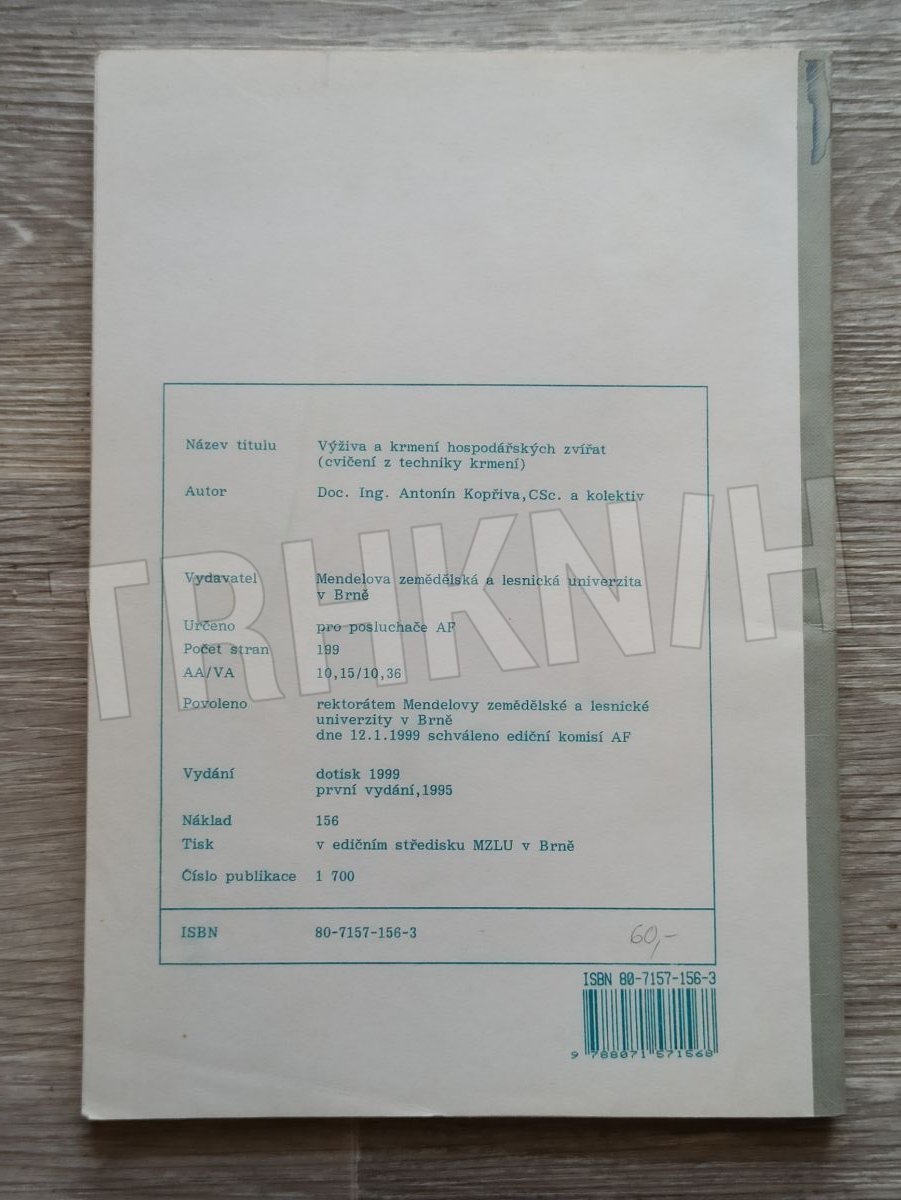 Název titulu Výživa a krmení hospodářských zvířat
(cvičení z techniky krmení)
Autor Doc. Ing. Antonín Kopřiva,CSc. a kolektiv
Vydavatel Mendelova zemědělská a lesnická univerzita
v Brně
Určeno pro posluchače AF
Počet stran 199
AA/VA 10,15/10,36
Povoleno rektorátem Mendelovy zemědělské a lesnické
univerzity v Brně
dne 12.1.1999 schváleno ediční komisí AF
Vydání dotisk 1999
první vydání,1995
Náklad 156
Tisk v edičním středisku MZLU v Brně
Číslo publikace 1 700
ISBN 80-7157-156-3 60,-
ISBN 80-7157-156-3
9 788071 571568
TRHKNIH